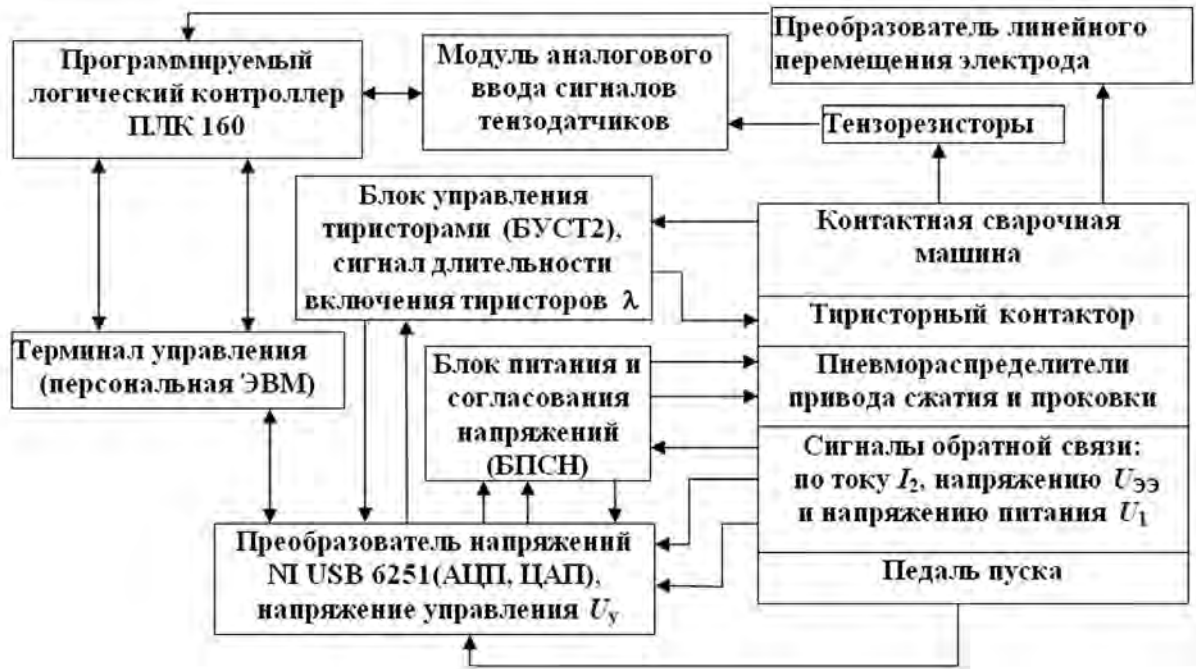 Преобразователь линейного
перемещения электрода
Программируемый
логический контроллер
ПЛК 160
Модуль аналогового
ввода сигналов
тензодатчиков
Тензорезисторы
Блок управления
тиристорами (БУСТ2),
сигнал длительности
включения тиристоров λ
Контактная сварочная
машина
Тиристорный контактор
Терминал управления
(персональная ЭВМ)
Блок питания и
согласования
напряжений
(БПСН)
Пневмораспределители
привода сжатия и проковки
Сигналы обратной связи:
по току I₂, напряжению Uээ
и напряжению питания U₁
Преобразователь напряжений
NI USB 6251(АЦП, ЦАП),
напряжение управления Uу
Педаль пуска